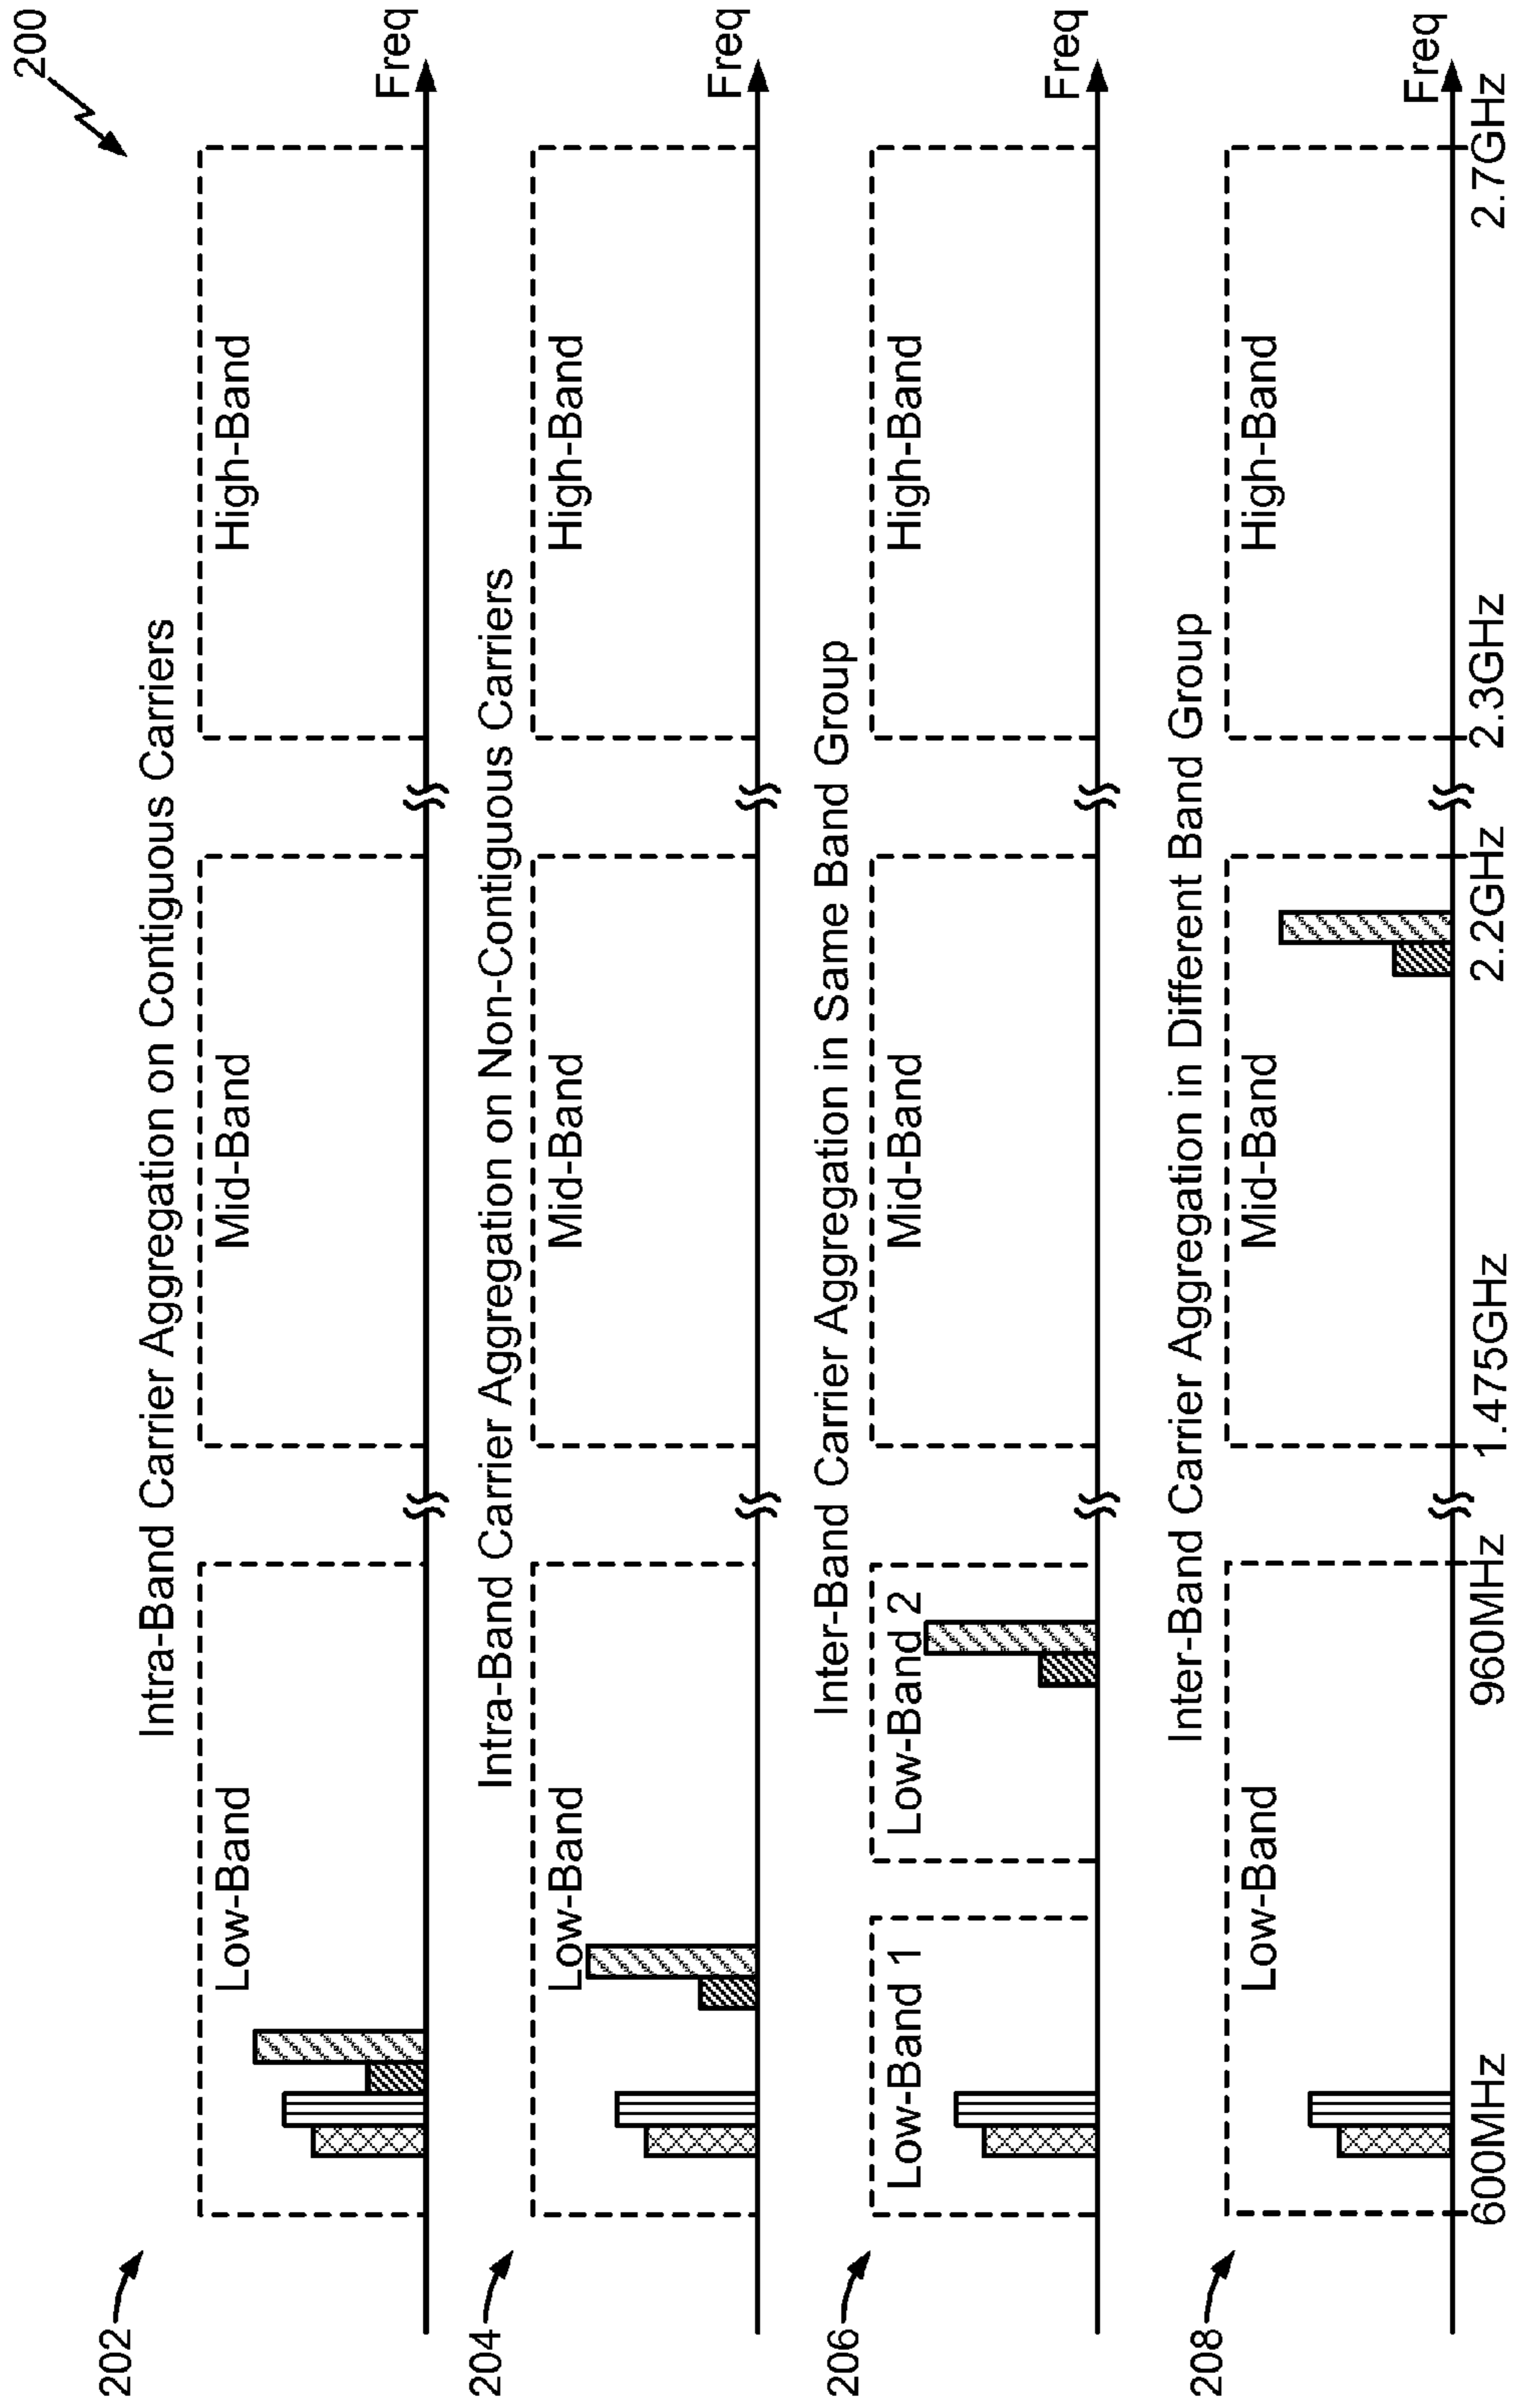 200
Intra-Band Carrier Aggregation on Contiguous Carriers
202
Low-Band
Mid-Band
High-Band
Freq
Intra-Band Carrier Aggregation on Non-Contiguous Carriers
204
Low-Band
Mid-Band
High-Band
Freq
Inter-Band Carrier Aggregation in Same Band Group
206
Low-Band 1
Low-Band 2
Mid-Band
High-Band
Freq
Inter-Band Carrier Aggregation in Different Band Group
208
Low-Band
Mid-Band
High-Band
Freq
600MHz
960MHz
1.475GHz
2.2GHz
2.3GHz
2.7GHz